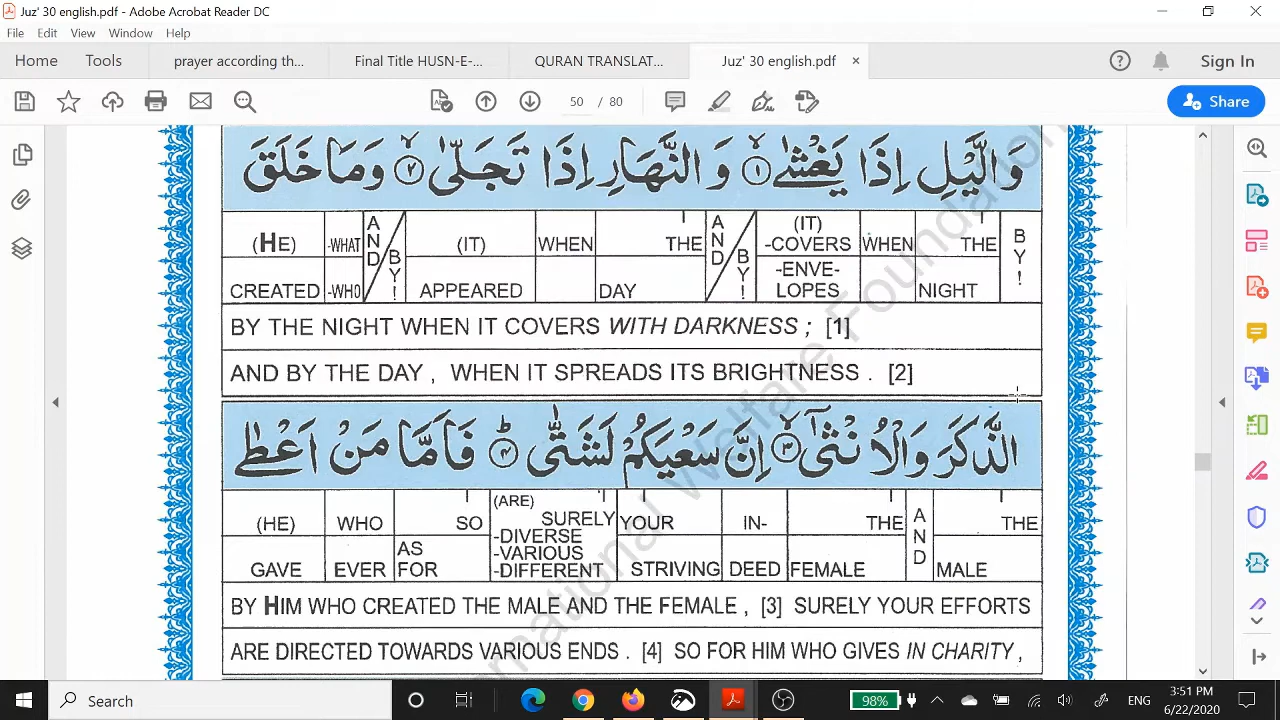 Juz' 30 english.pdf - Adobe Acrobat Reader DC
File Edit View Window Help
Home Tools prayer according th... Final Title HUSN-E-... QURAN TRANSLAT... Juz' 30 english.pdf × Sign In
50 / 80 Share
وَالَّيْلِ اِذَا يَغْشٰى ۙ﴿۱﴾ وَ النَّهَارِ اِذَا تَجَلّٰى ۙ﴿۲﴾ وَمَا خَلَقَ
(HE) -WHAT AND (IT) WHEN THE AND (IT) -COVERS WHEN THE BY!
CREATED -WHO BY! APPEARED DAY BY! -ENVE-LOPES NIGHT
BY THE NIGHT WHEN IT COVERS WITH DARKNESS ; [1]
AND BY THE DAY , WHEN IT SPREADS ITS BRIGHTNESS . [2]
الذَّكَرَ وَالْاُنْثٰۤى ۙ﴿۳﴾ اِنَّ سَعْيَكُمْ لَشَتّٰى ؕ﴿۴﴾ فَاَمَّا مَنْ اَعْطٰى
(HE) WHO SO (ARE) SURELY YOUR IN- THE AND THE
GAVE EVER AS FOR -DIVERSE -VARIOUS -DIFFERENT STRIVING DEED FEMALE MALE
BY HIM WHO CREATED THE MALE AND THE FEMALE , [3] SURELY YOUR EFFORTS
ARE DIRECTED TOWARDS VARIOUS ENDS . [4] SO FOR HIM WHO GIVES IN CHARITY ,
Search 98% ENG 3:51 PM
6/22/2020